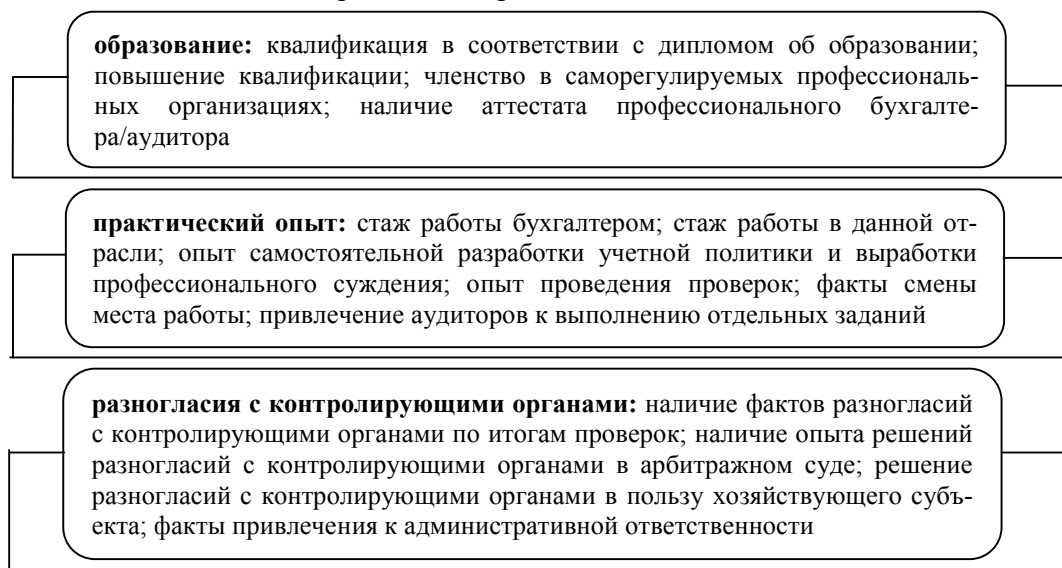 образование: квалификация в соответствии с дипломом об образовании;
повышение квалификации; членство в саморегулируемых профессиональ-
ных организациях; наличие аттестата профессионального бухгалте-
ра/аудитора
практический опыт: стаж работы бухгалтером; стаж работы в данной от-
расли; опыт самостоятельной разработки учетной политики и выработки
профессионального суждения; опыт проведения проверок; факты смены
места работы; привлечение аудиторов к выполнению отдельных заданий
разногласия с контролирующими органами: наличие фактов разногласий
с контролирующими органами по итогам проверок; наличие опыта решений
разногласий с контролирующими органами в арбитражном суде; решение
разногласий с контролирующими органами в пользу хозяйствующего субъ-
екта; факты привлечения к административной ответственности